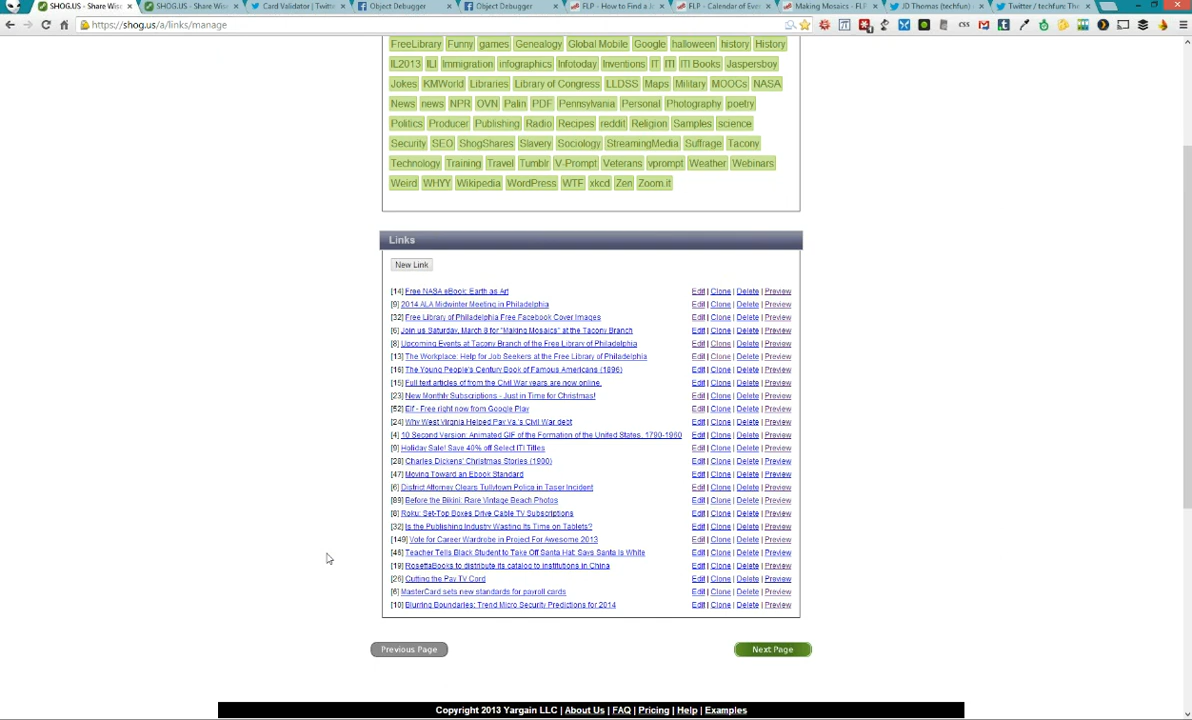 SHOG.US - Share Wise SHOG.US - Share Wise Card Validator | Twitte Object Debugger Object Debugger FLP - How to Find a Jo FLP - Calendar of Even Making Mosaics - FLP JD Thomas (techfun) Twitter / techfun: The
https://shog.us/a/links/manage
FreeLibrary Funny games Genealogy Global Mobile Google halloween history History
IL2013 ILI Immigration infographics Infotoday Inventions IT ITI ITI Books Jaspersboy
Jokes KMWorld Libraries Library of Congress LLDSS Maps Military MOOCs NASA
News news NPR OVN Palin PDF Pennsylvania Personal Photography poetry
Politics Producer Publishing Radio Recipes reddit Religion Samples science
Security SEO ShogShares Slavery Sociology StreamingMedia Suffrage Tacony
Technology Training Travel Tumblr V-Prompt Veterans vprompt Weather Webinars
Weird WHYY Wikipedia WordPress WTF xkcd Zen Zoom.it
Links
New Link
[14] Free NASA eBook: Earth as Art Edit | Clone | Delete | Preview
[9] 2014 ALA Midwinter Meeting in Philadelphia Edit | Clone | Delete | Preview
[32] Free Library of Philadelphia Free Facebook Cover Images Edit | Clone | Delete | Preview
[6] Join us Saturday, March 8 for "Making Mosaics" at the Tacony Branch Edit | Clone | Delete | Preview
[8] Upcoming Events at Tacony Branch of the Free Library of Philadelphia Edit | Clone | Delete | Preview
[13] The Workplace: Help for Job Seekers at the Free Library of Philadelphia Edit | Clone | Delete | Preview
[16] The Young People's Century Book of Famous Americans (1896) Edit | Clone | Delete | Preview
[15] Full text articles of from the Civil War years are now online. Edit | Clone | Delete | Preview
[23] New Monthly Subscriptions - Just in Time for Christmas! Edit | Clone | Delete | Preview
[52] Elf - Free right now from Google Play Edit | Clone | Delete | Preview
[24] Why West Virginia Helped Pay Va.'s Civil War debt Edit | Clone | Delete | Preview
[4] 10 Second Version: Animated GIF of the Formation of the United States, 1790-1960 Edit | Clone | Delete | Preview
[9] Holiday Sale! Save 40% off Select ITI Titles Edit | Clone | Delete | Preview
[28] Charles Dickens' Christmas Stories (1900) Edit | Clone | Delete | Preview
[47] Moving Toward an Ebook Standard Edit | Clone | Delete | Preview
[6] District Attorney Clears Tullytown Police in Taser Incident Edit | Clone | Delete | Preview
[89] Before the Bikini: Rare Vintage Beach Photos Edit | Clone | Delete | Preview
[8] Roku: Set-Top Boxes Drive Cable TV Subscriptions Edit | Clone | Delete | Preview
[32] Is the Publishing Industry Wasting Its Time on Tablets? Edit | Clone | Delete | Preview
[149] Vote for Career Wardrobe in Project For Awesome 2013 Edit | Clone | Delete | Preview
[46] Teacher Tells Black Student to Take Off Santa Hat; Says Santa Is White Edit | Clone | Delete | Preview
[19] RosettaBooks to distribute its catalog to institutions in China Edit | Clone | Delete | Preview
[26] Cutting the Pay TV Cord Edit | Clone | Delete | Preview
[6] MasterCard sets new standards for payroll cards Edit | Clone | Delete | Preview
[10] Blurring Boundaries: Trend Micro Security Predictions for 2014 Edit | Clone | Delete | Preview
Previous Page Next Page
Copyright 2013 Yargain LLC | About Us | FAQ | Pricing | Help | Examples